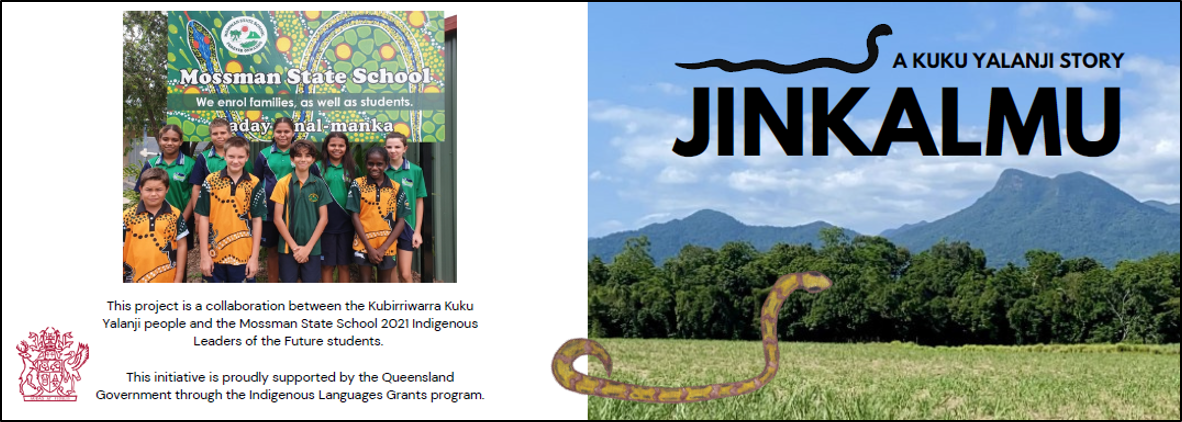 Mossman State School
We enrol families, as well as students.
nal-manka
This project is a collaboration between the Kubirriwarra Kuku
Yalanji people and the Mossman State School 2021 Indigenous
Leaders of the Future students.
This initiative is proudly supported by the Queensland
Government through the Indigenous Languages Grants program.
A KUKU YALANJI STORY
JINKALMU